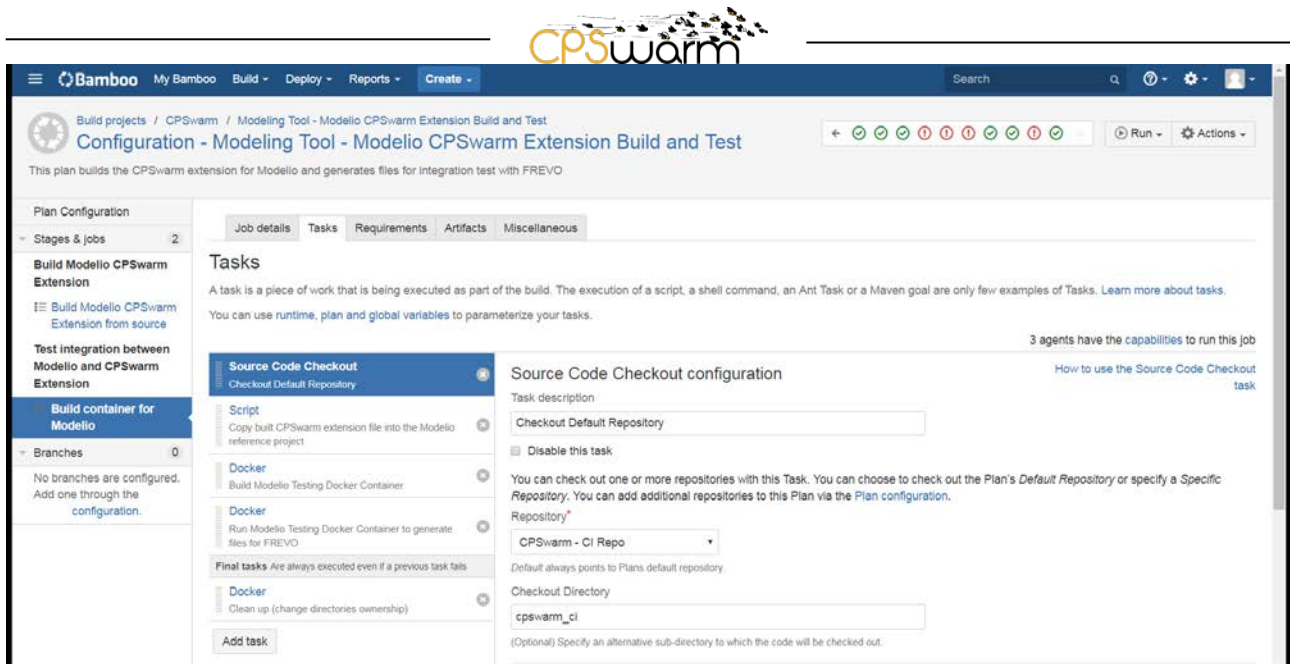 CPSwarm
Bamboo My Bamboo Build Deploy Reports Create Search
Build projects / CPSwarm / Modeling Tool - Modelio CPSwarm Extension Build and Test
Configuration - Modeling Tool - Modelio CPSwarm Extension Build and Test
Run Actions
This plan builds the CPSwarm extension for Modelio and generates files for integration test with FREVO
Plan Configuration
Stages & jobs 2
Build Modelio CPSwarm
Extension
Build Modelio CPSwarm
Extension from source
Test integration between
Modelio and CPSwarm
Extension
Build container for
Modelio
Branches 0
No branches are configured.
Add one through the
configuration.
Job details Tasks Requirements Artifacts Miscellaneous
Tasks
A task is a piece of work that is being executed as part of the build. The execution of a script, a shell command, an Ant Task or a Maven goal are only few examples of Tasks. Learn more about tasks.
You can use runtime, plan and global variables to parameterize your tasks.
3 agents have the capabilities to run this job
Source Code Checkout
Checkout Default Repository
Script
Copy built CPSwarm extension file into the Modelio
reference project
Docker
Build Modelio Testing Docker Container
Docker
Run Modelio Testing Docker Container to generate
files for FREVO
Final tasks Are always executed even if a previous task fails
Docker
Clean up (change directories ownership)
Add task
Source Code Checkout configuration
How to use the Source Code Checkout
task
Task description
Checkout Default Repository
Disable this task
You can check out one or more repositories with this Task. You can choose to check out the Plan's Default Repository or specify a Specific
Repository. You can add additional repositories to this Plan via the Plan configuration.
Repository*
CPSwarm - CI Repo
Default always points to Plans default repository.
Checkout Directory
cpswarm_ci
(Optional) Specify an alternative sub-directory to which the code will be checked out.